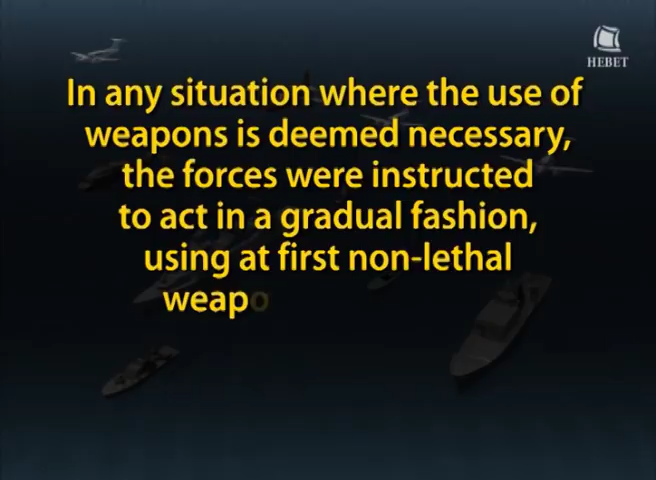 HEBET
In any situation where the use of
weapons is deemed necessary,
the forces were instructed
to act in a gradual fashion,
using at first non-lethal
weapo